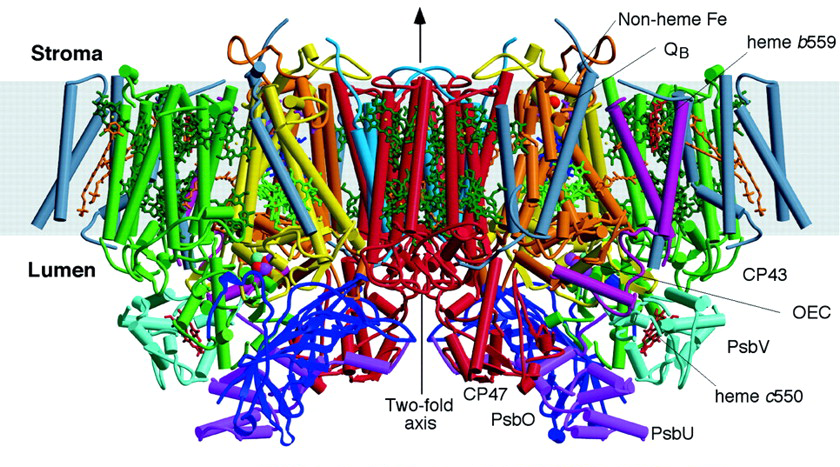 Non-heme Fe
Stroma
heme b559
QB
Lumen
CP43
OEC
PsbV
heme c550
CP47
Two-fold
axis
PsbO
PsbU